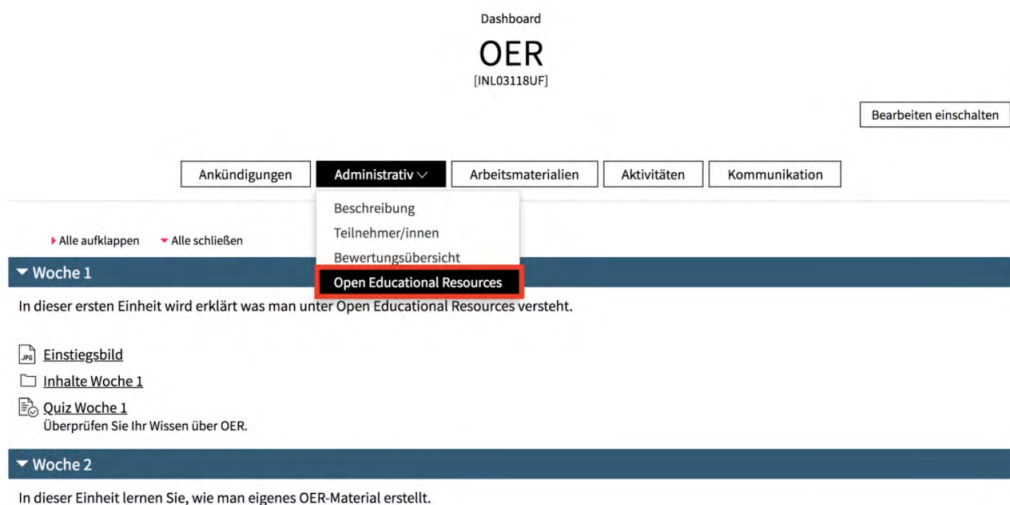 Dashboard
OER
[INL03118UF]
Bearbeiten einschalten
Ankündigungen Administrativ Arbeitsmaterialien Aktivitäten Kommunikation
Beschreibung
Teilnehmer/innen
Bewertungsübersicht
Open Educational Resources
Alle aufklappen Alle schließen
Woche 1
In dieser ersten Einheit wird erklärt was man unter Open Educational Resources versteht.
JPG Einstiegsbild
Inhalte Woche 1
Quiz Woche 1
Überprüfen Sie Ihr Wissen über OER.
Woche 2
In dieser Einheit lernen Sie, wie man eigenes OER-Material erstellt.